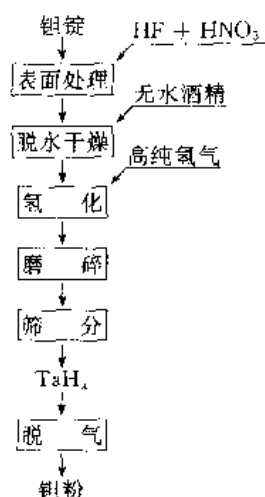 钽锭
HF + HNO₃
表面处理
无水酒精
脱水干燥
高纯氢气
氢 化
磨 碎
筛 分
TaHₓ
脱 气
钽粉